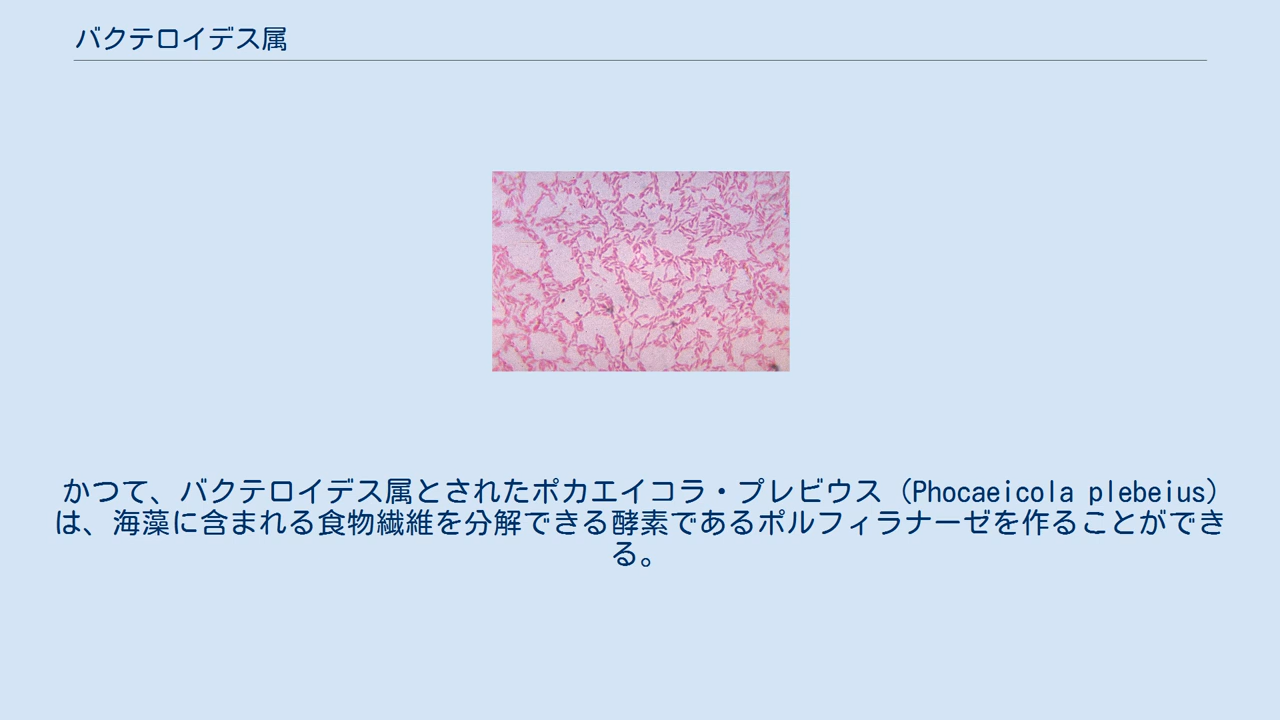 バクテロイデス属
かつて、バクテロイデス属とされたポカエイコラ・プレビウス（Phocaeicola plebeius）
は、海藻に含まれる食物繊維を分解できる酵素であるポルフィラナーゼを作ることができ
る。